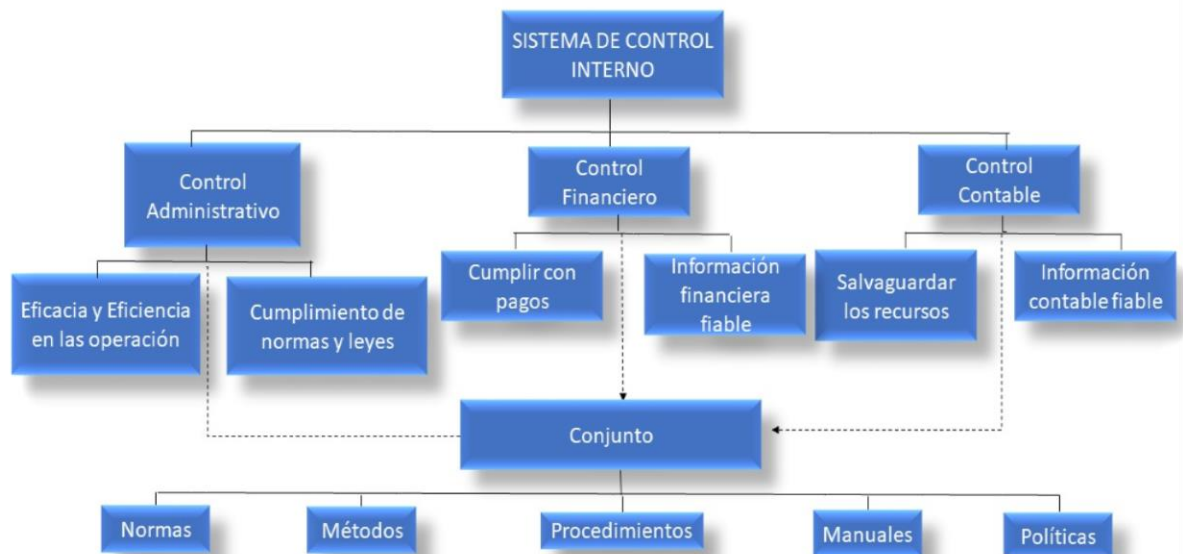 SISTEMA DE CONTROL
INTERNO
Control
Administrativo
Control
Financiero
Control
Contable
Eficacia y Eficiencia
en las operación
Cumplimiento de
normas y leyes
Cumplir con
pagos
Información
financiera
fiable
Salvaguardar
los recursos
Información
contable fiable
Conjunto
Normas
Métodos
Procedimientos
Manuales
Políticas